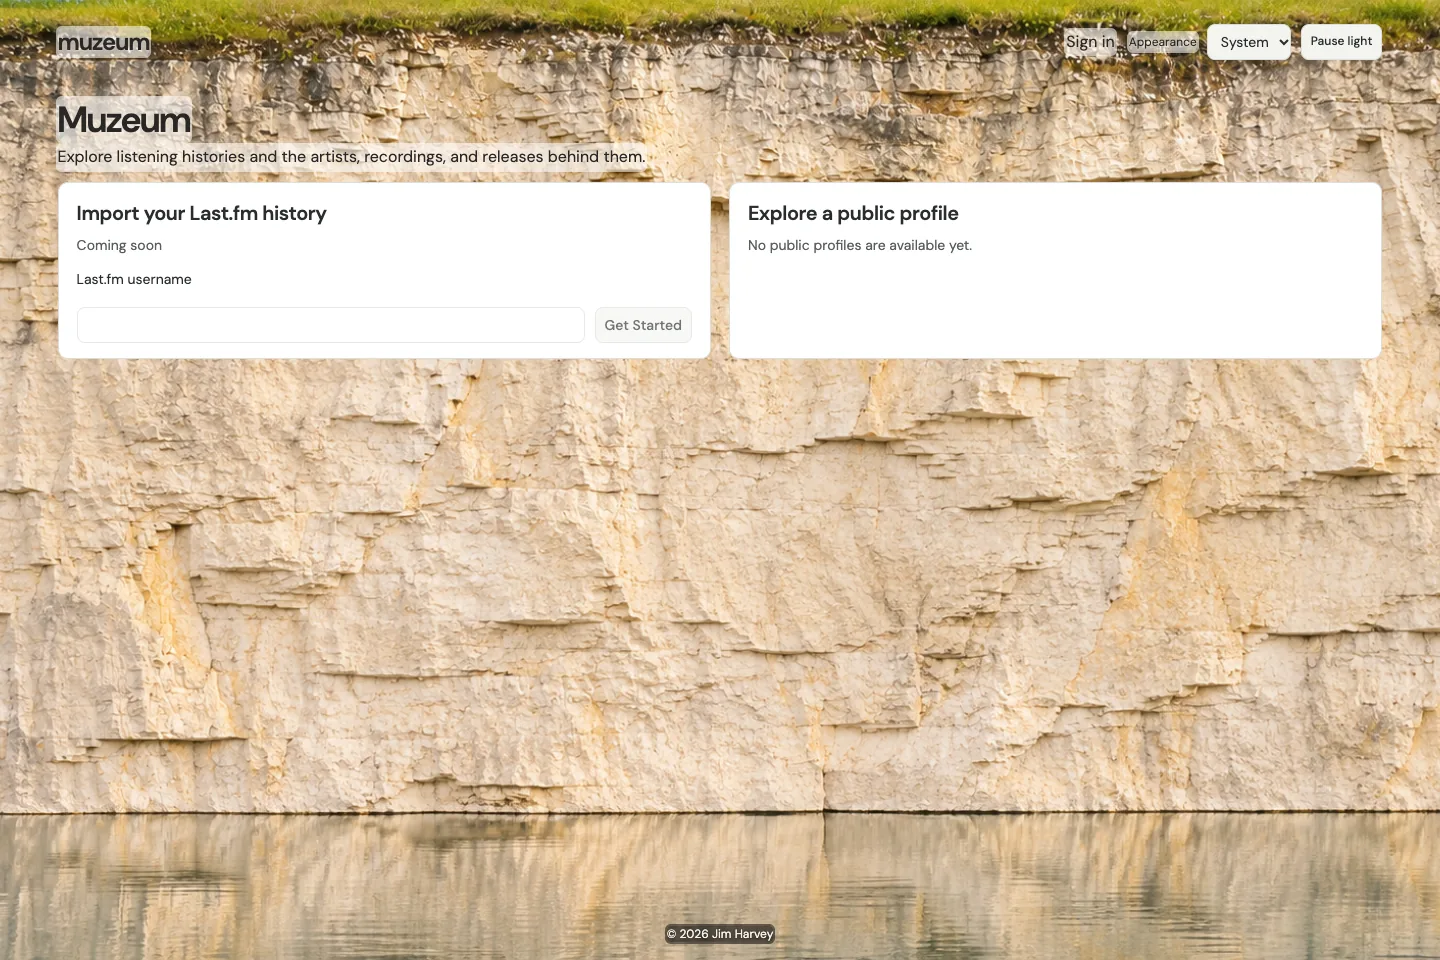 muzeum
Sign in
Appearance
System
Pause light
Muzeum
Explore listening histories and the artists, recordings, and releases behind them.
Import your Last.fm history
Coming soon
Last.fm username
Get Started
Explore a public profile
No public profiles are available yet.
© 2026 Jim Harvey